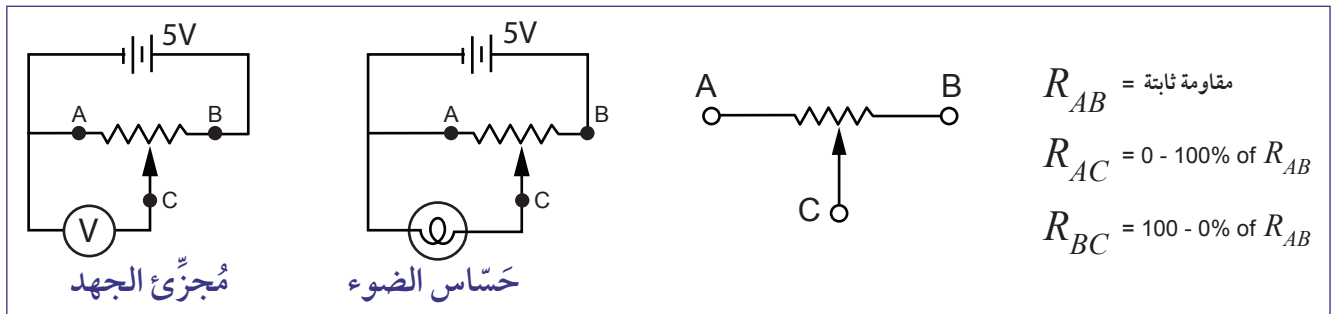 5V
A
B
C
V
مُجزِّئ الجهد
5V
A
B
C
حَسّاس الضوء
A
B
C
R_AB = مقاومة ثابتة
R_AC = 0 - 100% of R_AB
R_BC = 100 - 0% of R_AB